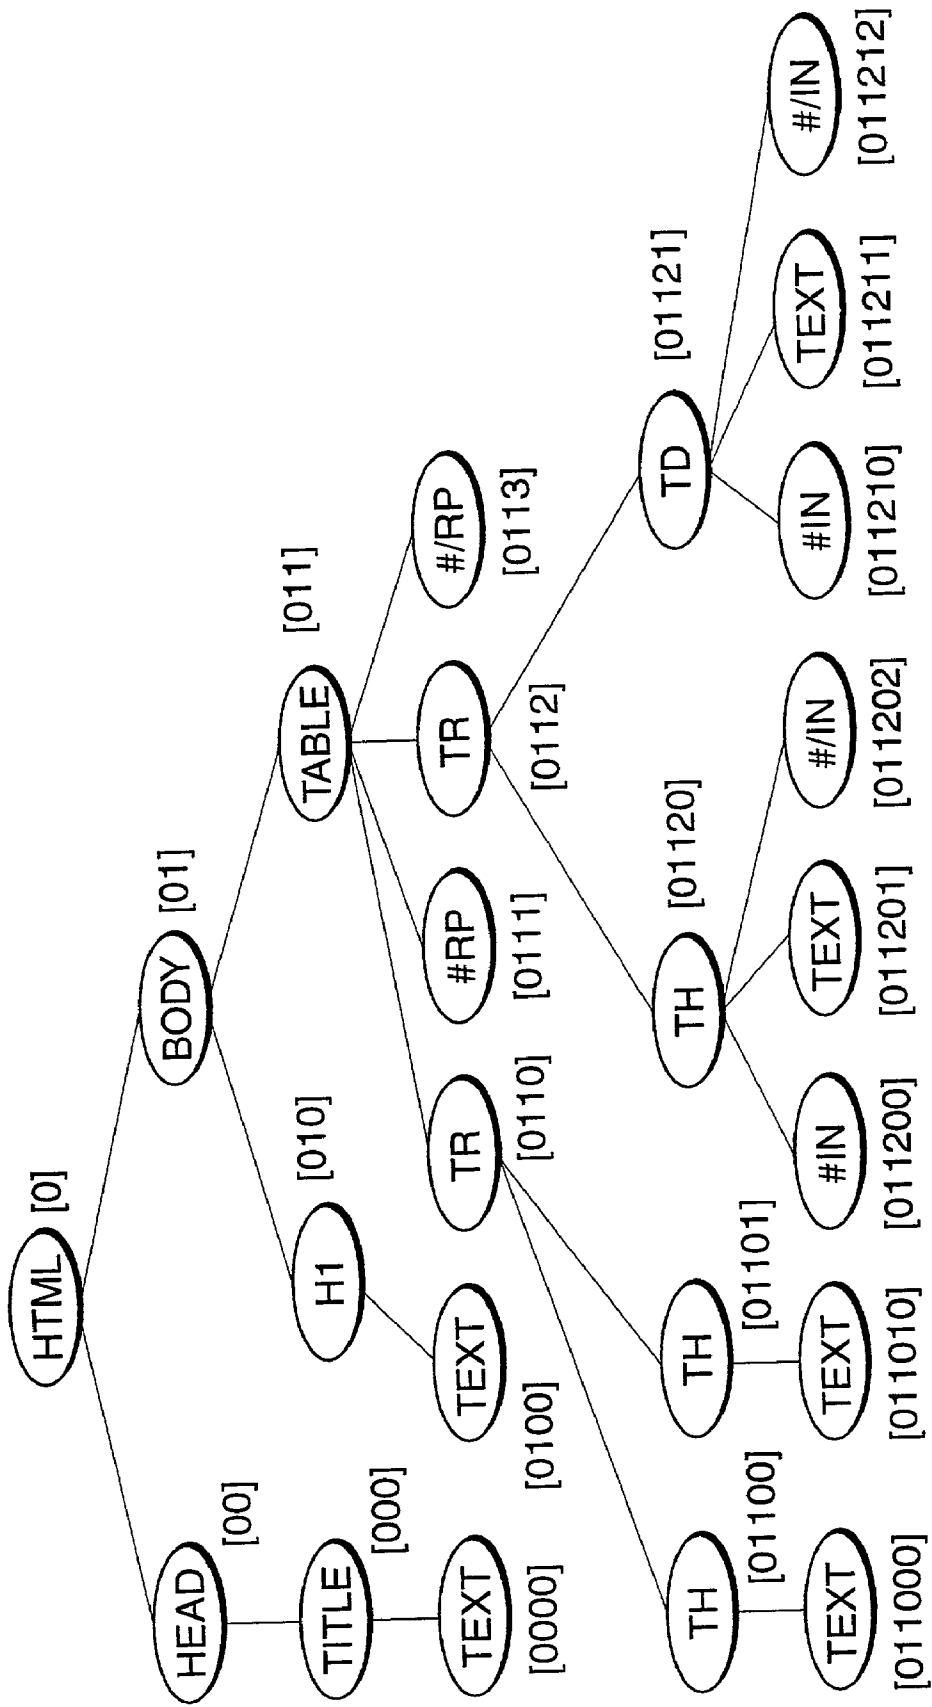 HTML [0]
HEAD [00]
BODY [01]
TITLE [000]
H1 [010]
TABLE [011]
TEXT [0000]
TEXT [0100]
TR [0110]
#RP [0111]
TR [0112]
#/RP [0113]
TH [01100]
TH [01101]
TH [01120]
TD [01121]
TEXT [011000]
TEXT [011010]
#IN [011200]
TEXT [011201]
#/IN [011202]
#IN [011210]
TEXT [011211]
#/IN [011212]